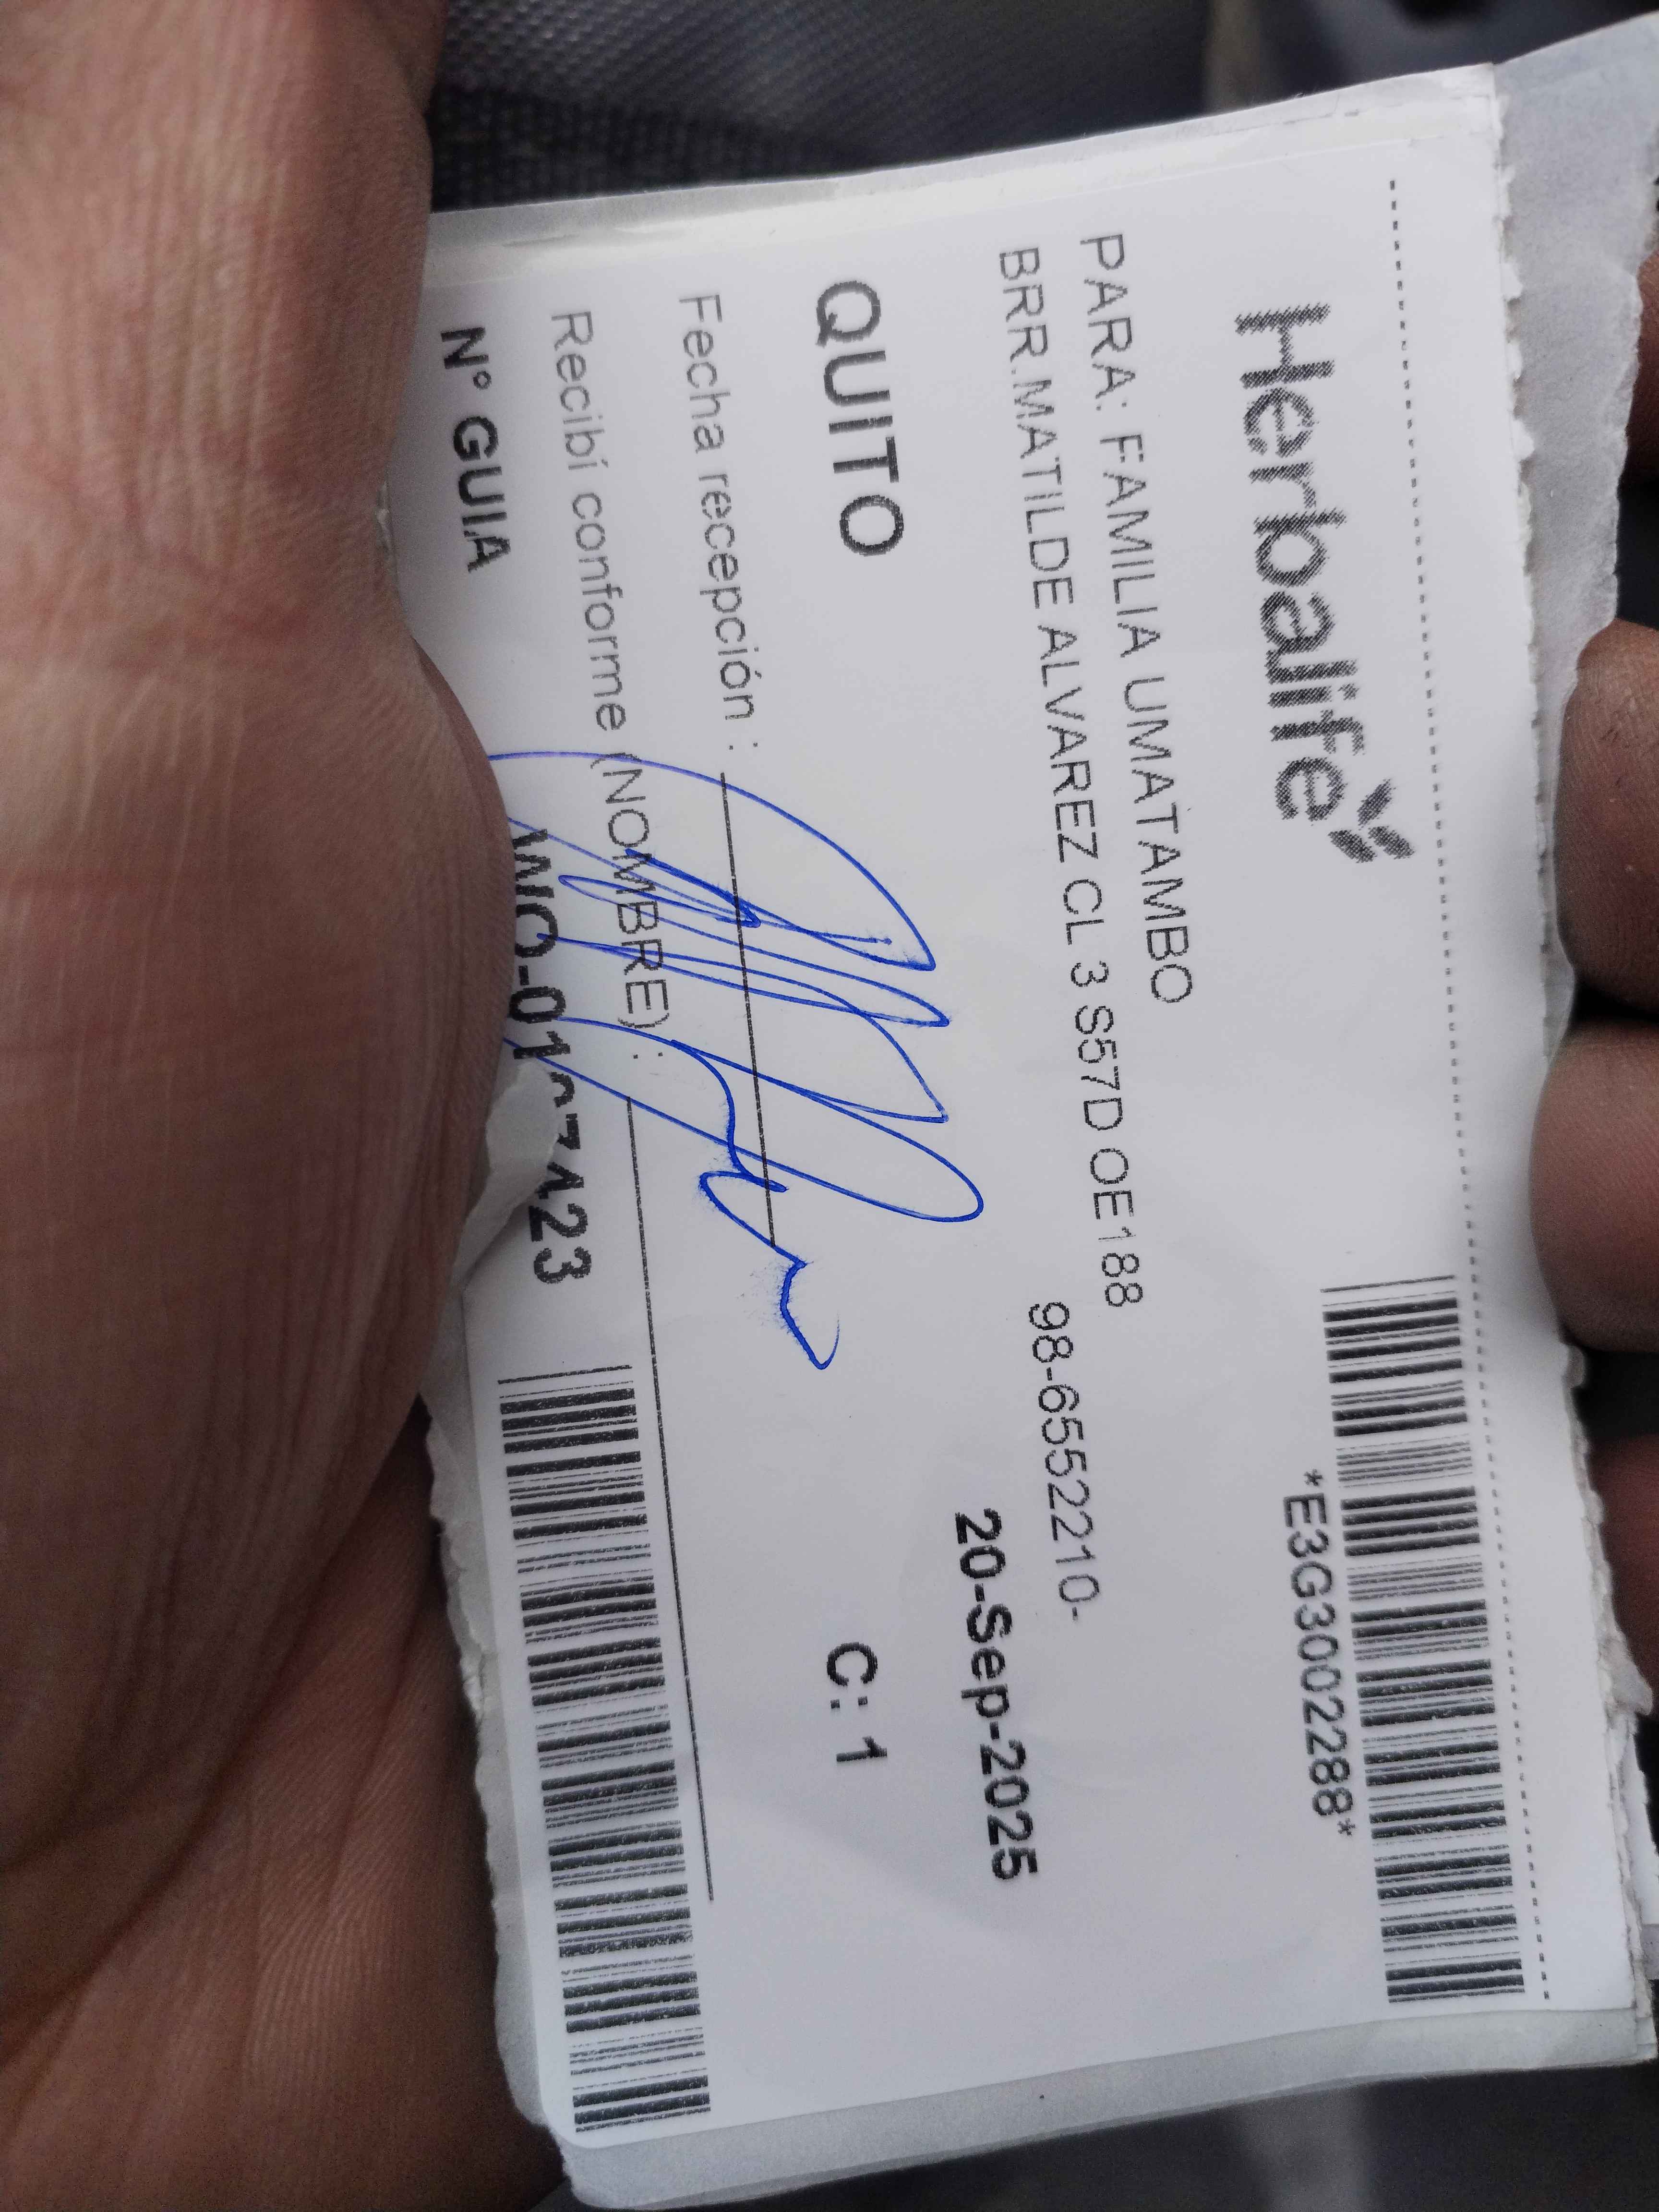 Herbalife
*E3G3002288*
PARA: FAMILIA UMATAMBO
BRR.MATILDE ALVAREZ CL 3 S57D OE188
98-6552210-
20-Sep-2025
QUITO
C: 1
Fecha recepción :
Recibí conforme (NOMBRE) :
N° GUIA